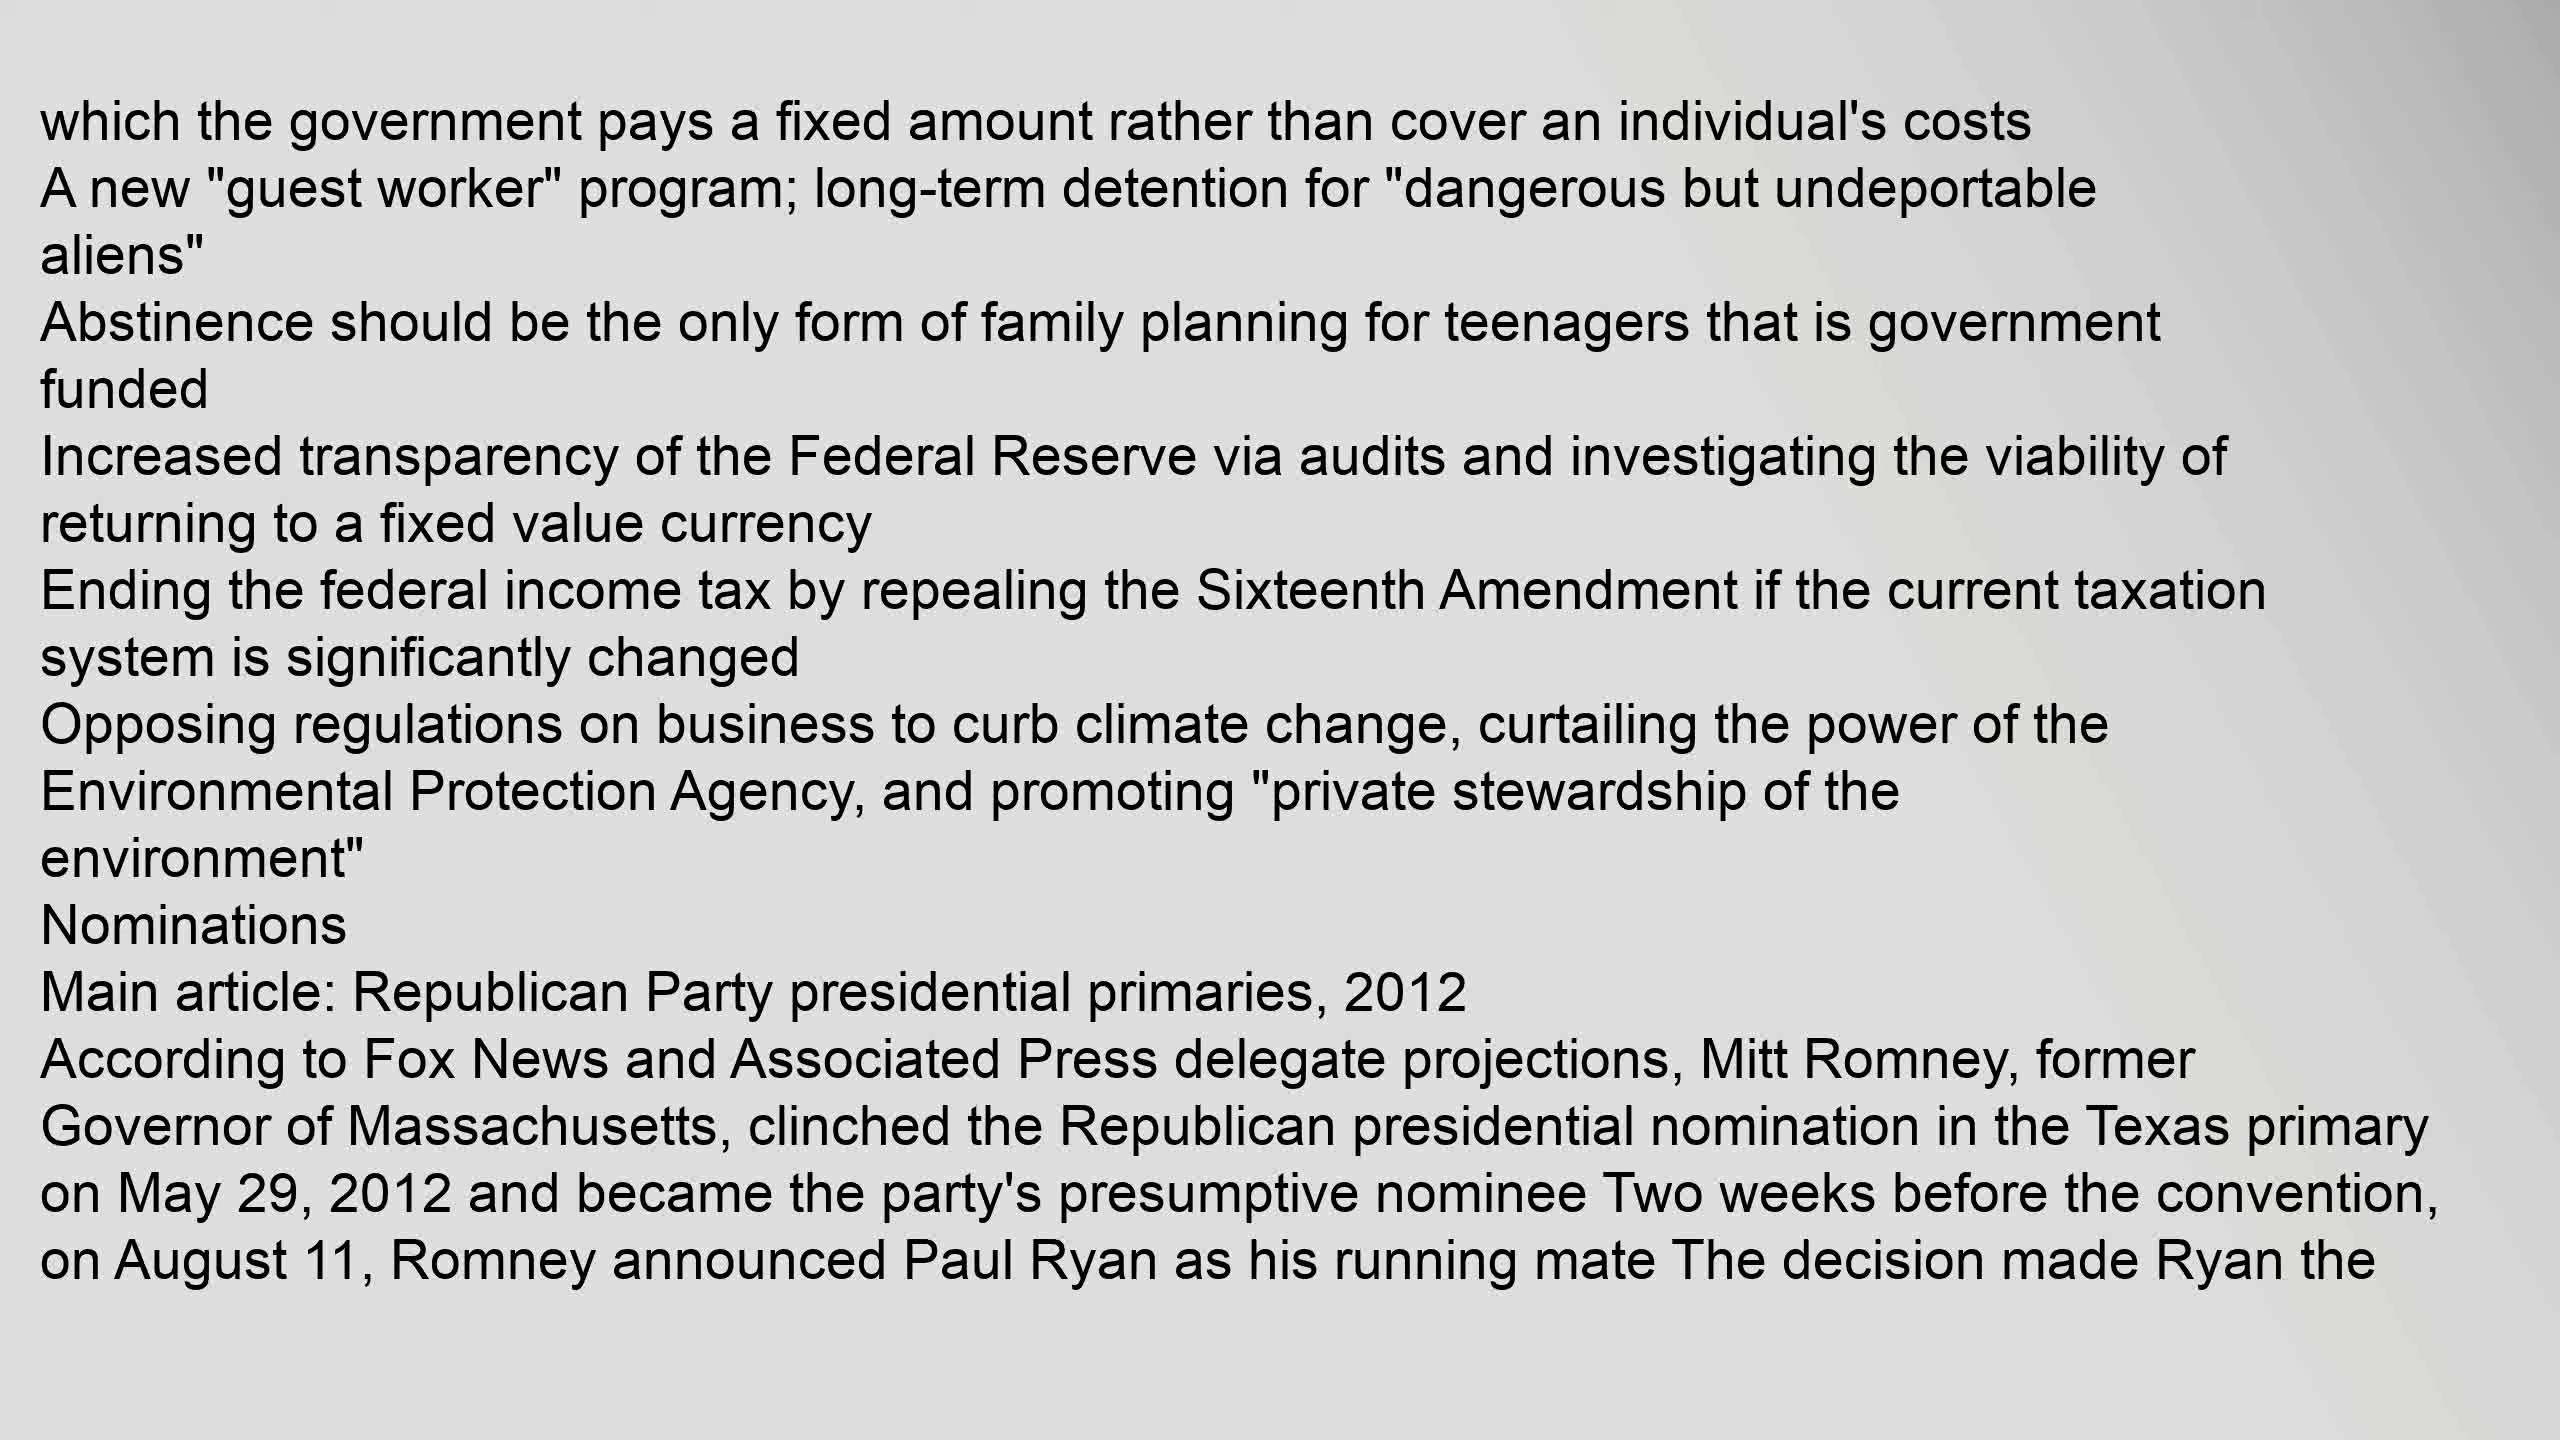 which the government pays a fixed amount rather than cover an individual's costs
A new "guest worker" program; long-term detention for "dangerous but undeportable
aliens"
Abstinence should be the only form of family planning for teenagers that is government
funded
Increased transparency of the Federal Reserve via audits and investigating the viability of
returning to a fixed value currency
Ending the federal income tax by repealing the Sixteenth Amendment if the current taxation
system is significantly changed
Opposing regulations on business to curb climate change, curtailing the power of the
Environmental Protection Agency, and promoting "private stewardship of the
environment"
Nominations
Main article: Republican Party presidential primaries, 2012
According to Fox News and Associated Press delegate projections, Mitt Romney, former
Governor of Massachusetts, clinched the Republican presidential nomination in the Texas primary
on May 29, 2012 and became the party's presumptive nominee Two weeks before the convention,
on August 11, Romney announced Paul Ryan as his running mate The decision made Ryan the